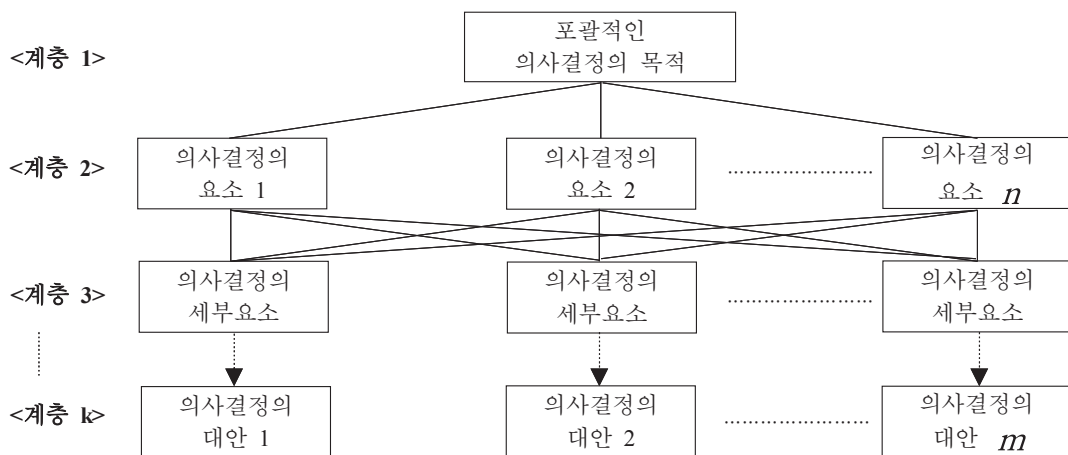 포괄적인
<계층 1>
의사결정의 목적
의사결정의 의사결정의 의사결정의
<계층 2> ........................
요소 1 요소 2 요소 n
의사결정의 의사결정의 의사결정의
<계층 3> ........................
세부요소 세부요소 세부요소
의사결정의 의사결정의 의사결정의
<계층 k> ........................
대안 1 대안 2 대안 m